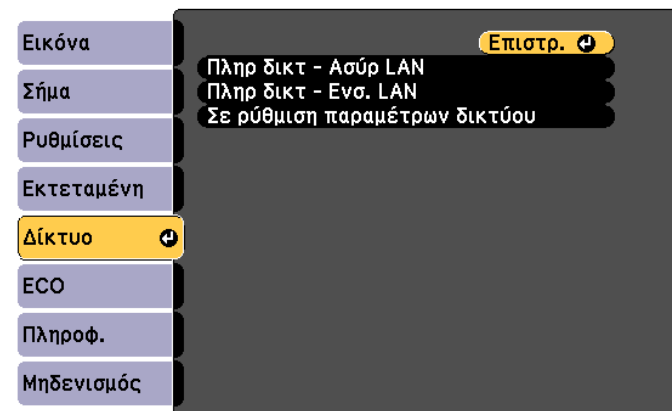 Εικόνα
Σήμα
Ρυθμίσεις
Εκτεταμένη
Δίκτυο
ECO
Πληροφ.
Μηδενισμός
Επιστρ.
Πληρ δικτ - Ασύρ LAN
Πληρ δικτ - Ενσ. LAN
Σε ρύθμιση παραμέτρων δικτύου